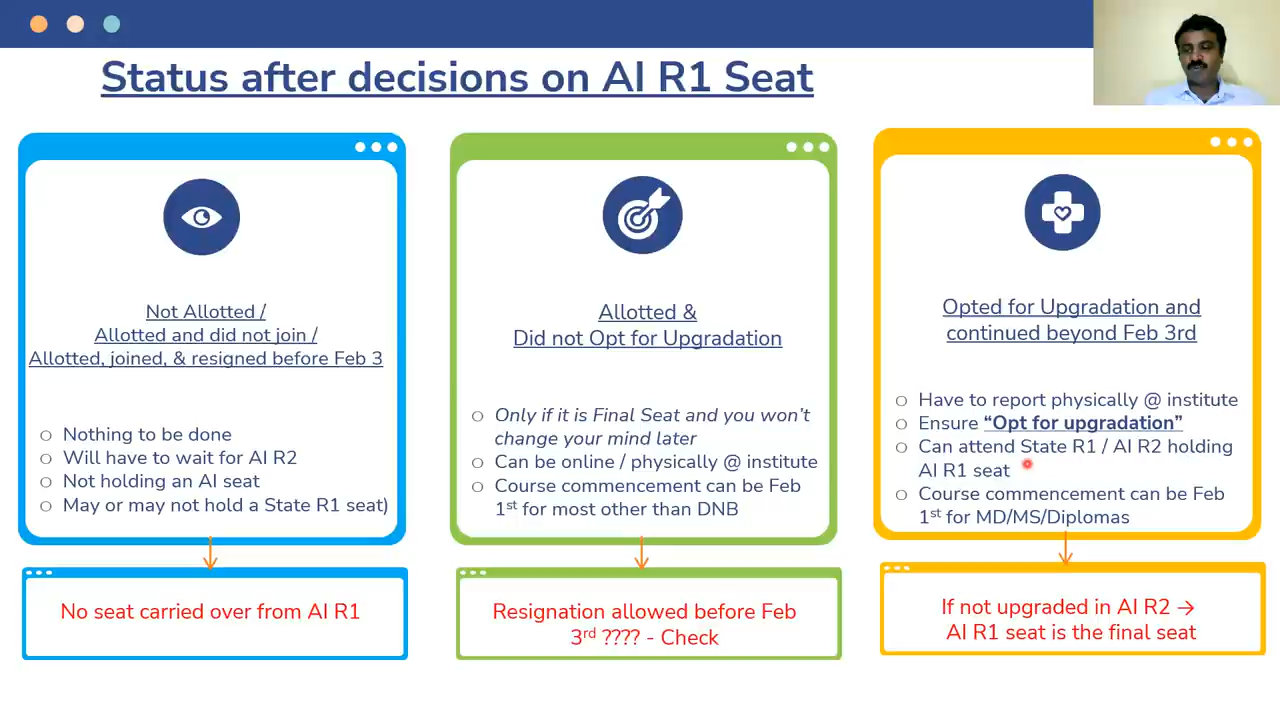 Status after decisions on AI R1 Seat
Not Allotted /
Allotted and did not join /
Allotted, joined, & resigned before Feb 3
o Nothing to be done
o Will have to wait for AI R2
o Not holding an AI seat
o May or may not hold a State R1 seat)
No seat carried over from AI R1
Allotted &
Did not Opt for Upgradation
o Only if it is Final Seat and you won't
change your mind later
o Can be online / physically @ institute
o Course commencement can be Feb
1st for most other than DNB
Resignation allowed before Feb
3rd ???? - Check
Opted for Upgradation and
continued beyond Feb 3rd
o Have to report physically @ institute
o Ensure “Opt for upgradation”
o Can attend State R1 / AI R2 holding
AI R1 seat
o Course commencement can be Feb
1st for MD/MS/Diplomas
If not upgraded in AI R2 →
AI R1 seat is the final seat